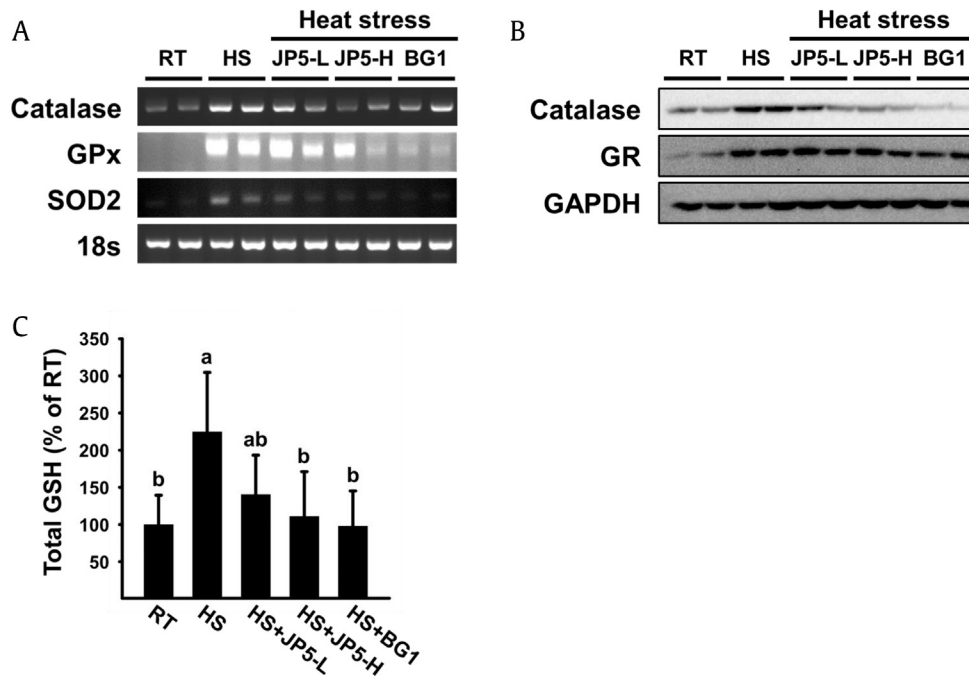 A
Heat stress
RT HS JP5-L JP5-H BG1
Catalase
GPx
SOD2
18s
B
Heat stress
RT HS JP5-L JP5-H BG1
Catalase
GR
GAPDH
C
Total GSH (% of RT)
350
300
250
200
150
100
50
b
a
ab
b
b
RT
HS
HS+JP5-L
HS+JP5-H
HS+BG1